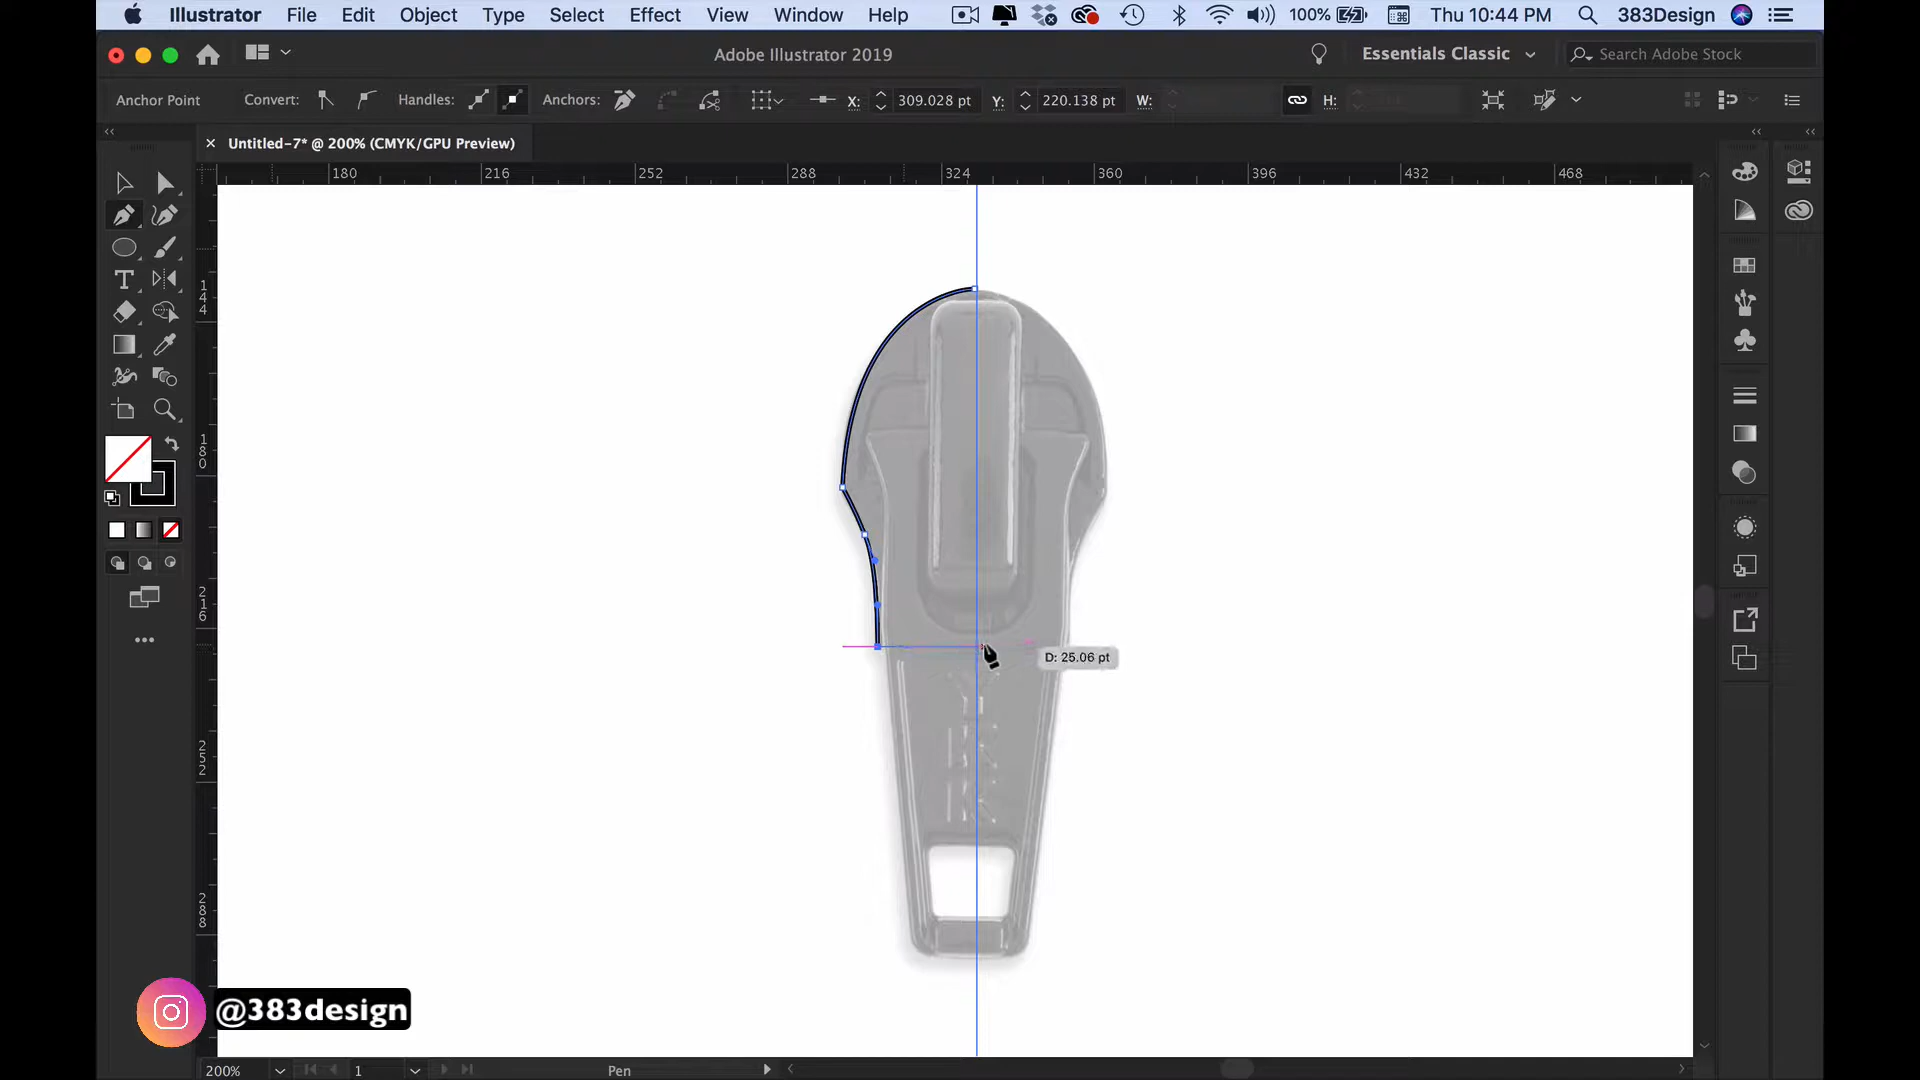 Illustrator File Edit Object Type Select Effect View Window Help 100% Thu 10:44 PM 383Design
Adobe Illustrator 2019 Essentials Classic Search Adobe Stock
Anchor Point Convert: Handles: Anchors: X: 309.028 pt Y: 220.138 pt W: H:
Untitled-7* @ 200% (CMYK/GPU Preview)
180 216 252 288 324 360 396 432 468
144
180
216
D: 25.06 pt
252
288
@383design
200% 1 Pen